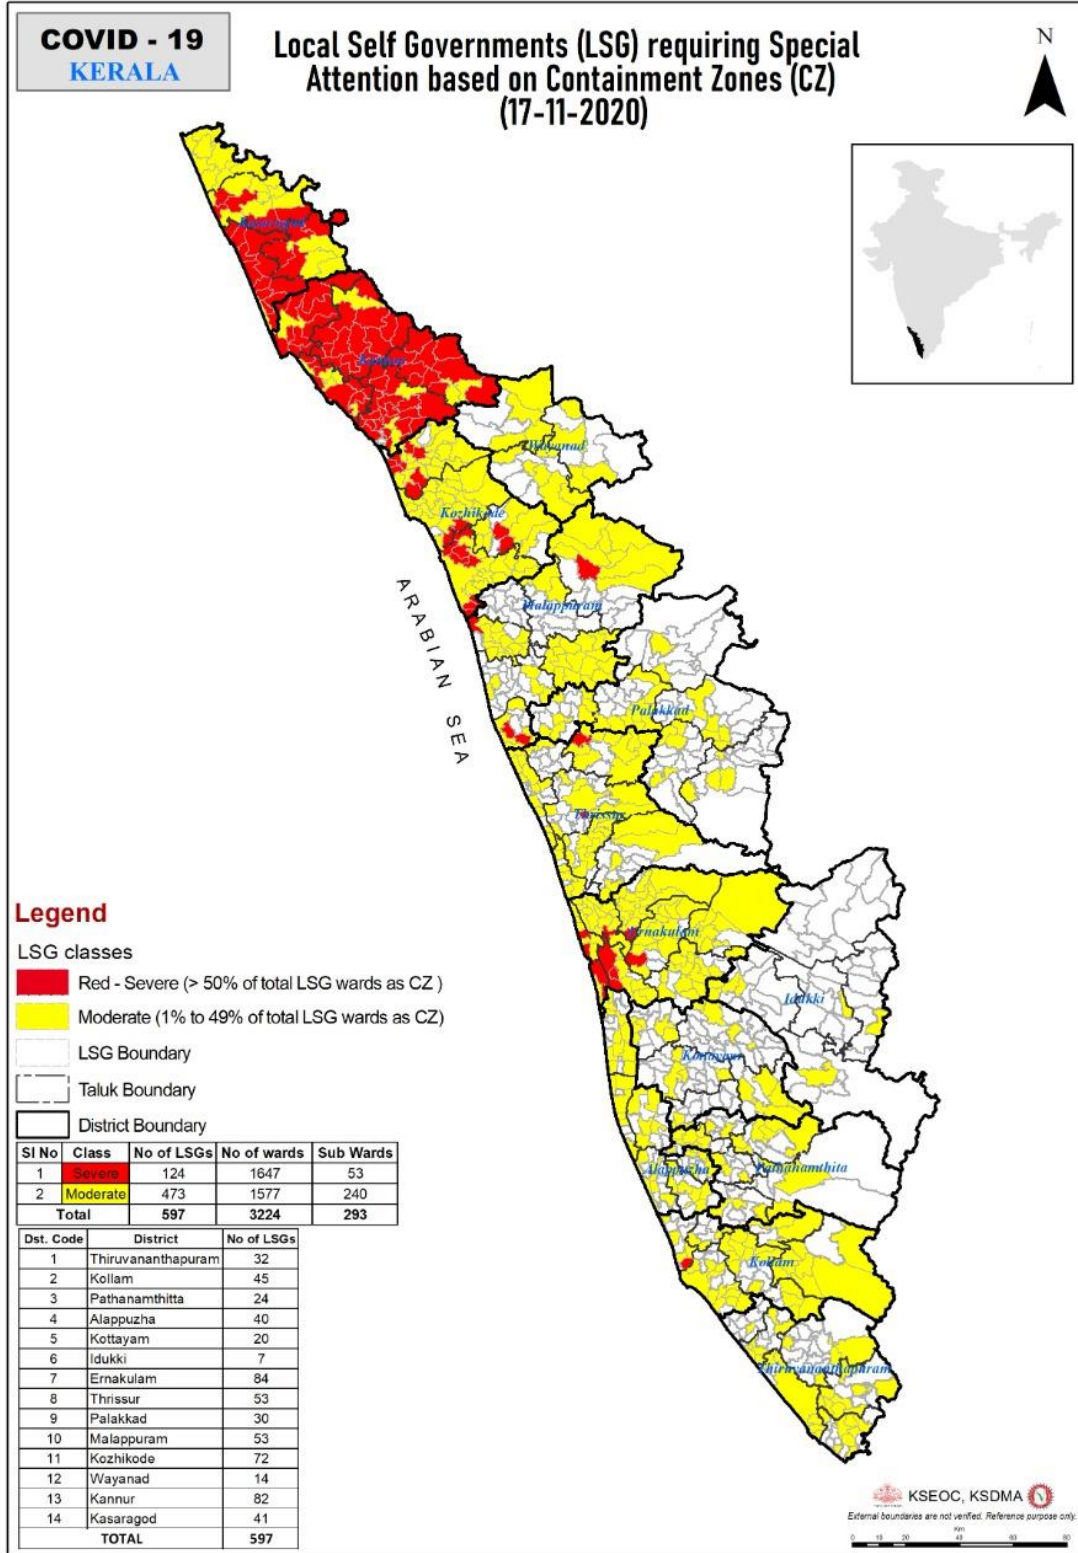 COVID - 19
KERALA
Local Self Governments (LSG) requiring Special
Attention based on Containment Zones (CZ)
(17-11-2020)
N
Kasaragod
Kannur
Wayanad
Kozhikode
Malappuram
ARABIAN SEA
Palakkad
Thrissur
Ernakulam
Idukki
Kottayam
Alappuzha
Pathanamthitta
Kollam
Thiruvananthapuram
Legend
LSG classes
Red - Severe (> 50% of total LSG wards as CZ )
Moderate (1% to 49% of total LSG wards as CZ)
LSG Boundary
Taluk Boundary
District Boundary
Sl No Class No of LSGs No of wards Sub Wards
1 Severe 124 1647 53
2 Moderate 473 1577 240
Total 597 3224 293
Dst. Code District No of LSGs
1 Thiruvananthapuram 32
2 Kollam 45
3 Pathanamthitta 24
4 Alappuzha 40
5 Kottayam 20
6 Idukki 7
7 Ernakulam 84
8 Thrissur 53
9 Palakkad 30
10 Malappuram 53
11 Kozhikode 72
12 Wayanad 14
13 Kannur 82
14 Kasaragod 41
TOTAL 597
KSEOC, KSDMA
External boundaries are not verified. Reference purpose only.
Km
0 10 20 40 60 80